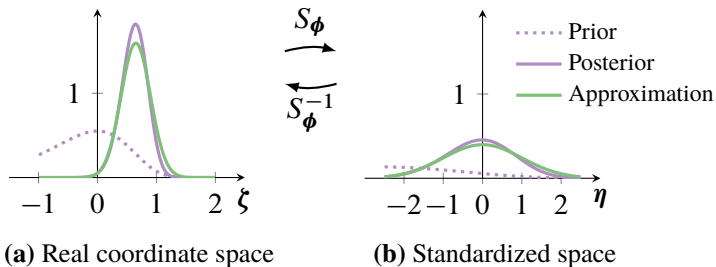 S_ϕ
S_ϕ^{-1}
Prior
Posterior
Approximation
1
−1 0 1 2 ζ
1
−2 −1 0 1 2 η
(a) Real coordinate space
(b) Standardized space